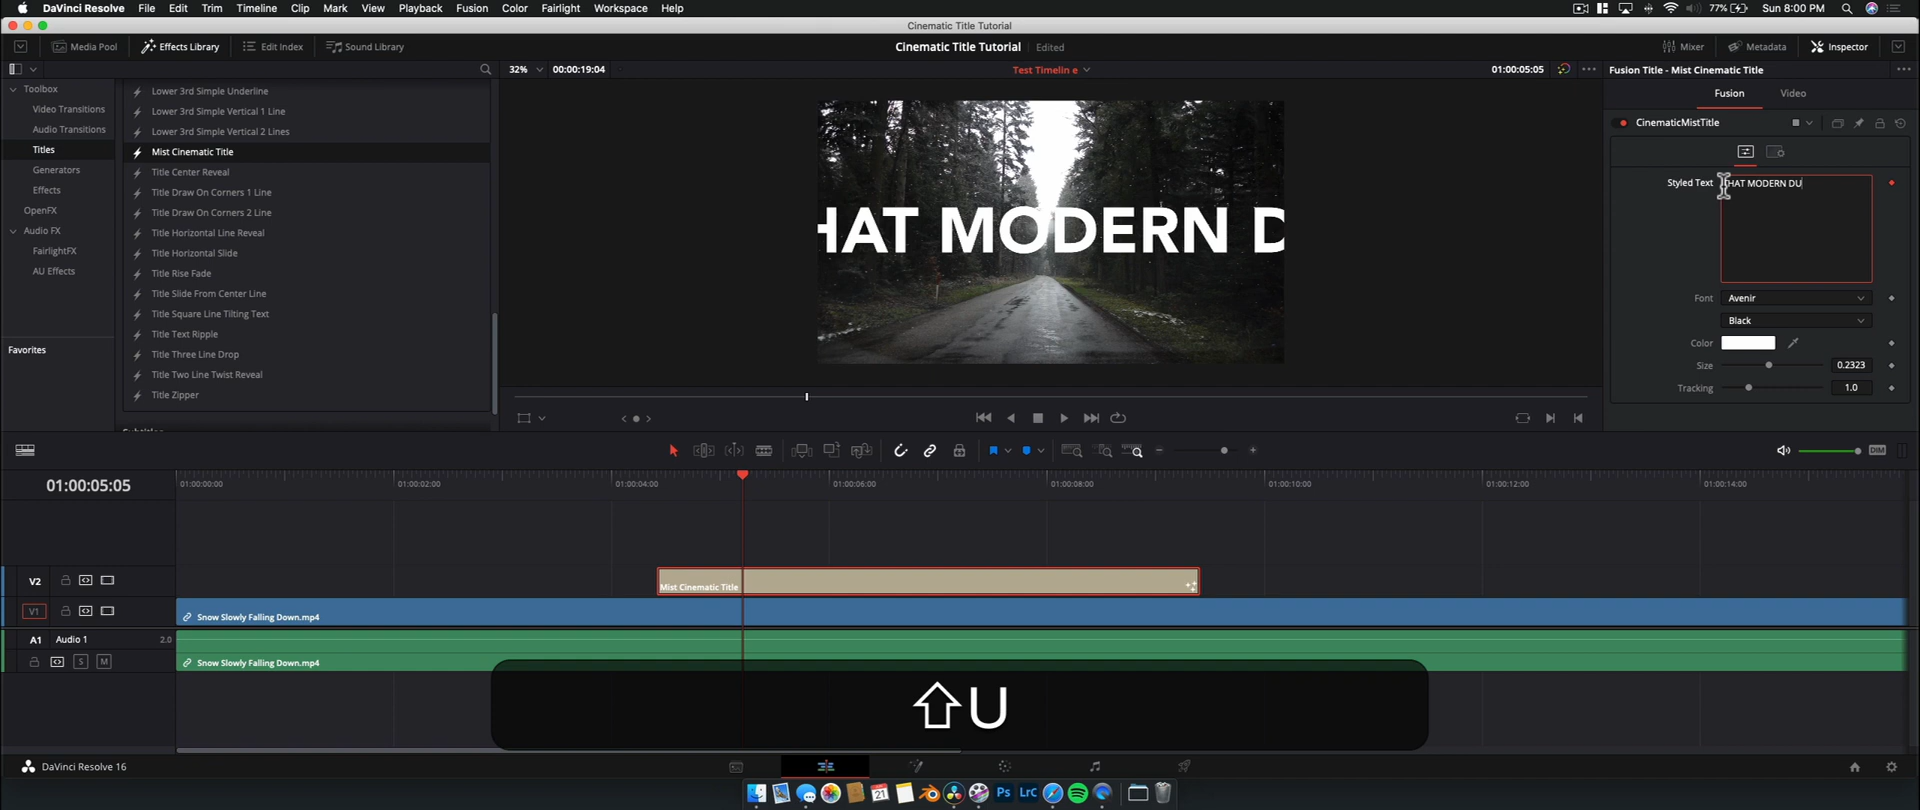 DaVinci Resolve File Edit Trim Timeline Clip Mark View Playback Fusion Color Fairlight Workspace Help 77% Sun 8:00 PM
Cinematic Title Tutorial
Media Pool Effects Library Edit Index Sound Library Cinematic Title Tutorial Edited Mixer Metadata Inspector
32% 00:00:19:04 Test Timelin e 01:00:05:05 Fusion Title - Mist Cinematic Title
Toolbox
Video Transitions
Audio Transitions
Titles
Generators
Effects
OpenFX
Audio FX
FairlightFX
AU Effects
Favorites
Lower 3rd Simple Underline
Lower 3rd Simple Vertical 1 Line
Lower 3rd Simple Vertical 2 Lines
Mist Cinematic Title
Title Center Reveal
Title Draw On Corners 1 Line
Title Draw On Corners 2 Line
Title Horizontal Line Reveal
Title Horizontal Slide
Title Rise Fade
Title Slide From Center Line
Title Square Line Tilting Text
Title Text Ripple
Title Three Line Drop
Title Two Line Twist Reveal
Title Zipper
HAT MODERN D
Fusion Video
CinematicMistTitle
Styled Text HAT MODERN DU
Font Avenir
Black
Color
Size 0.2323
Tracking 1.0
DIM
01:00:05:05 01:00:00:00 01:00:02:00 01:00:04:00 01:00:06:00 01:00:08:00 01:00:10:00 01:00:12:00 01:00:14:00
V2 Mist Cinematic Title
V1 Snow Slowly Falling Down.mp4
A1 Audio 1 2.0
S M Snow Slowly Falling Down.mp4
⇧U
DaVinci Resolve 16
21 Ps LrC